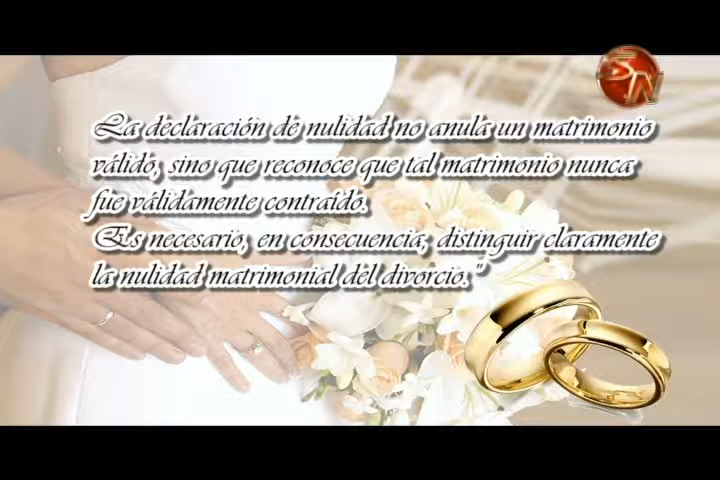 SN
La declaración de nulidad no anula un matrimonio
válido, sino que reconoce que tal matrimonio nunca
fue válidamente contraído.
Es necesario, en consecuencia, distinguir claramente
la nulidad matrimonial del divorcio."